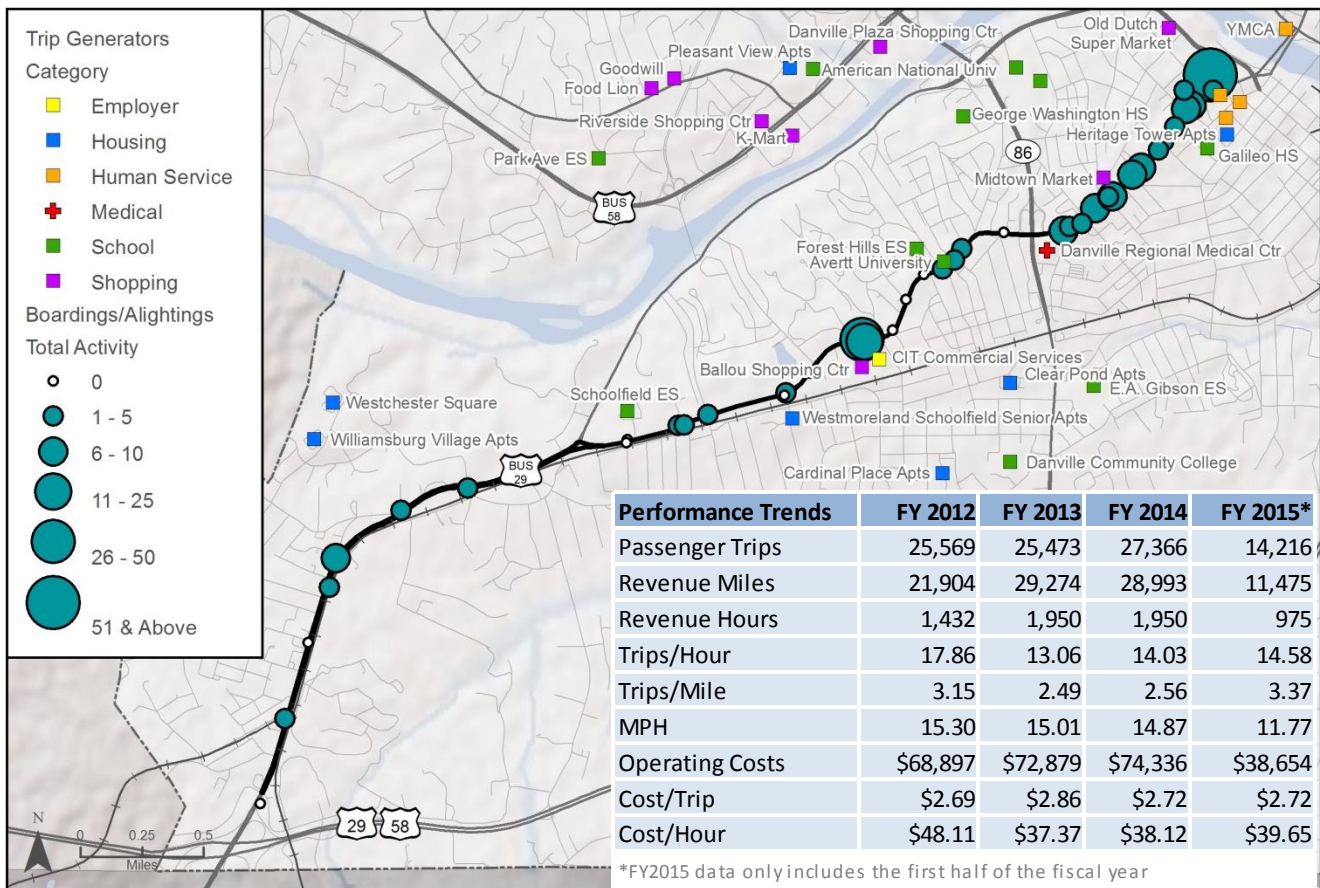 Trip Generators
Category
Employer
Housing
Human Service
Medical
School
Shopping
Boardings/Alightings
Total Activity
0
1 - 5
6 - 10
11 - 25
26 - 50
51 & Above
Old Dutch
Super Market
YMCA
Danville Plaza Shopping Ctr
Pleasant View Apts
American National Univ
Goodwill
Food Lion
George Washington HS
Riverside Shopping Ctr
K-Mart
Heritage Tower Apts
Galileo HS
Park Ave ES
86
Midtown Market
BUS
58
Forest Hills ES
Avertt University
Danville Regional Medical Ctr
CIT Commercial Services
Ballou Shopping Ctr
Clear Pond Apts
E.A. Gibson ES
Schoolfield ES
Westchester Square
Westmoreland Schoolfield Senior Apts
Williamsburg Village Apts
BUS
29
Danville Community College
Cardinal Place Apts
N
0 0.25 0.5
Miles
29 58
Performance Trends FY 2012 FY 2013 FY 2014 FY 2015*
Passenger Trips 25,569 25,473 27,366 14,216
Revenue Miles 21,904 29,274 28,993 11,475
Revenue Hours 1,432 1,950 1,950 975
Trips/Hour 17.86 13.06 14.03 14.58
Trips/Mile 3.15 2.49 2.56 3.37
MPH 15.30 15.01 14.87 11.77
Operating Costs $68,897 $72,879 $74,336 $38,654
Cost/Trip $2.69 $2.86 $2.72 $2.72
Cost/Hour $48.11 $37.37 $38.12 $39.65
*FY2015 data only includes the first half of the fiscal year